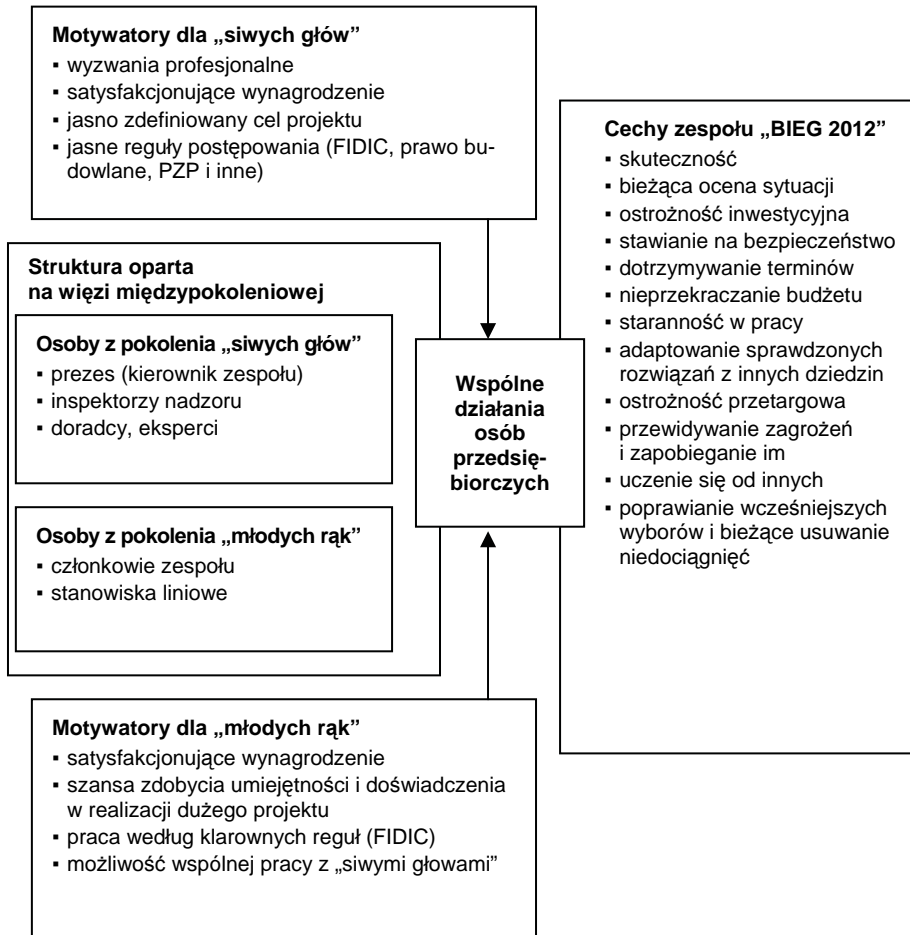 Motywatory dla „siwych głów”
▪ wyzwania profesjonalne
▪ satysfakcjonujące wynagrodzenie
▪ jasno zdefiniowany cel projektu
▪ jasne reguły postępowania (FIDIC, prawo bu-
dowlane, PZP i inne)
Struktura oparta
na więzi międzypokoleniowej
Osoby z pokolenia „siwych głów”
▪ prezes (kierownik zespołu)
▪ inspektorzy nadzoru
▪ doradcy, eksperci
Osoby z pokolenia „młodych rąk”
▪ członkowie zespołu
▪ stanowiska liniowe
Wspólne
działania
osób
przedsię-
biorczych
Cechy zespołu „BIEG 2012”
▪ skuteczność
▪ bieżąca ocena sytuacji
▪ ostrożność inwestycyjna
▪ stawianie na bezpieczeństwo
▪ dotrzymywanie terminów
▪ nieprzekraczanie budżetu
▪ staranność w pracy
▪ adaptowanie sprawdzonych
rozwiązań z innych dziedzin
▪ ostrożność przetargowa
▪ przewidywanie zagrożeń
i zapobieganie im
▪ uczenie się od innych
▪ poprawianie wcześniejszych
wyborów i bieżące usuwanie
niedociągnięć
Motywatory dla „młodych rąk”
▪ satysfakcjonujące wynagrodzenie
▪ szansa zdobycia umiejętności i doświadczenia
w realizacji dużego projektu
▪ praca według klarownych reguł (FIDIC)
▪ możliwość wspólnej pracy z „siwymi głowami”